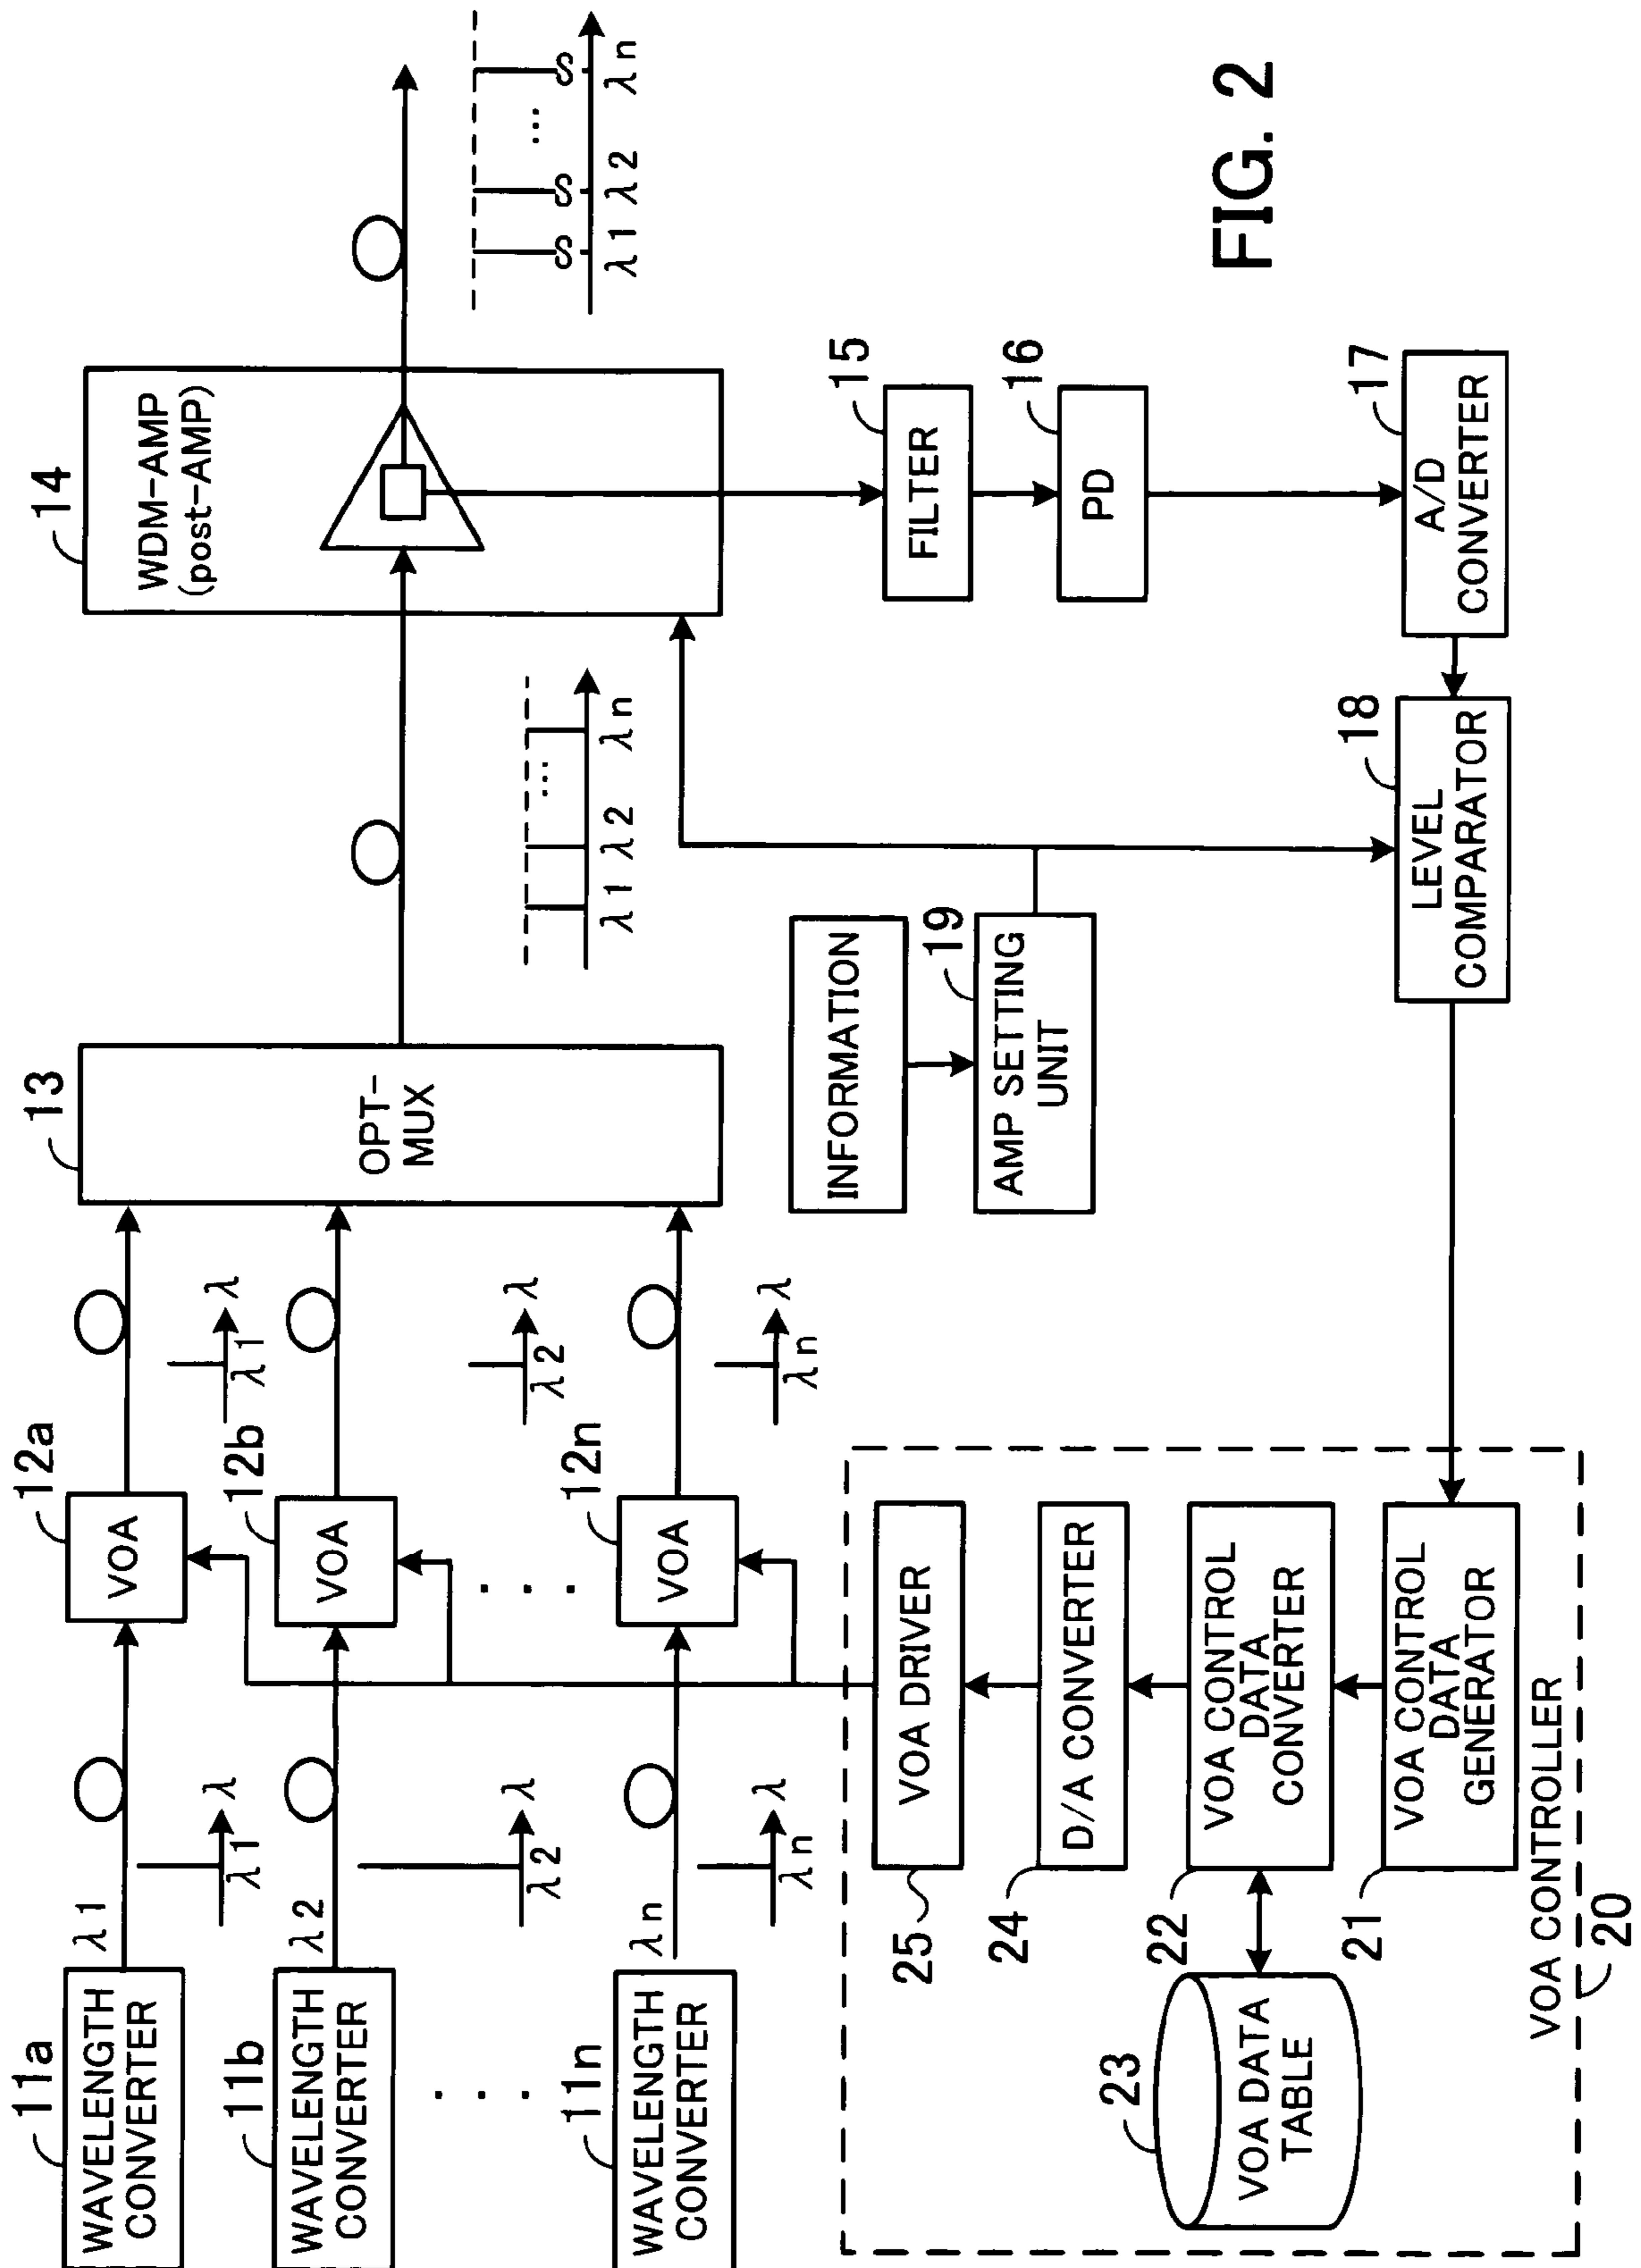 11a
WAVELENGTH
CONVERTER
λ1
λ1
λ
12a
VOA
λ1
λ
11b
WAVELENGTH
CONVERTER
λ2
λ2
λ
12b
VOA
λ2
λ
. . .
. . .
11n
WAVELENGTH
CONVERTER
λn
λn
λ
12n
VOA
λn
λ
13
OPT-
MUX
λ1 λ2 ... λn
14
WDM-AMP
(post-AMP)
λ1 λ2 ... λn
15
FILTER
16
PD
17
A/D
CONVERTER
18
LEVEL
COMPARATOR
INFORMATION
19
AMP SETTING
UNIT
25
VOA DRIVER
24
D/A CONVERTER
22
VOA CONTROL
DATA
CONVERTER
23
VOA DATA
TABLE
21
VOA CONTROL
DATA
GENERATOR
VOA CONTROLLER
20
FIG. 2